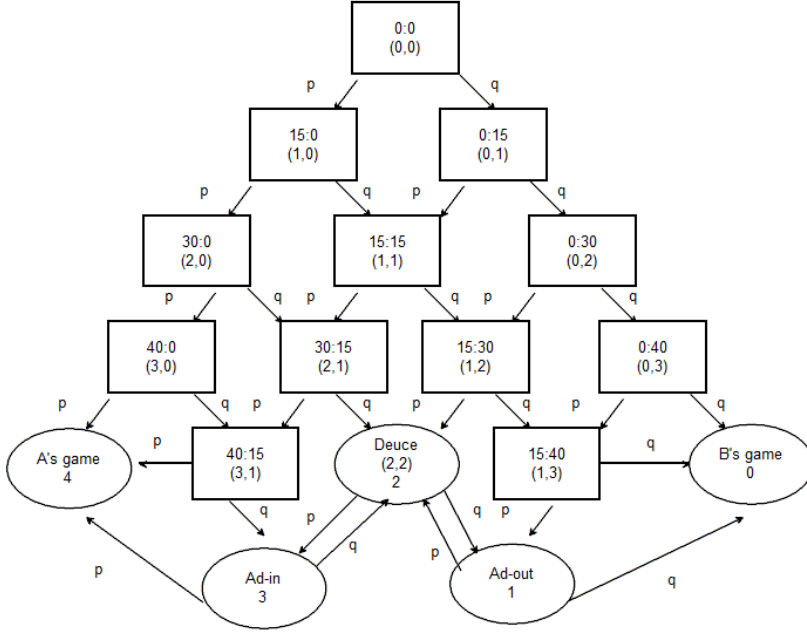 0:0
(0,0)
p
q
15:0
(1,0)
0:15
(0,1)
p
q
p
q
30:0
(2,0)
15:15
(1,1)
0:30
(0,2)
p
q
p
q
p
q
40:0
(3,0)
30:15
(2,1)
15:30
(1,2)
0:40
(0,3)
p
q
p
q
p
q
p
q
A's game
4
p
40:15
(3,1)
Deuce
(2,2)
2
15:40
(1,3)
q
B's game
0
q
p
q
q
p
p
Ad-in
3
q
p
Ad-out
1
q